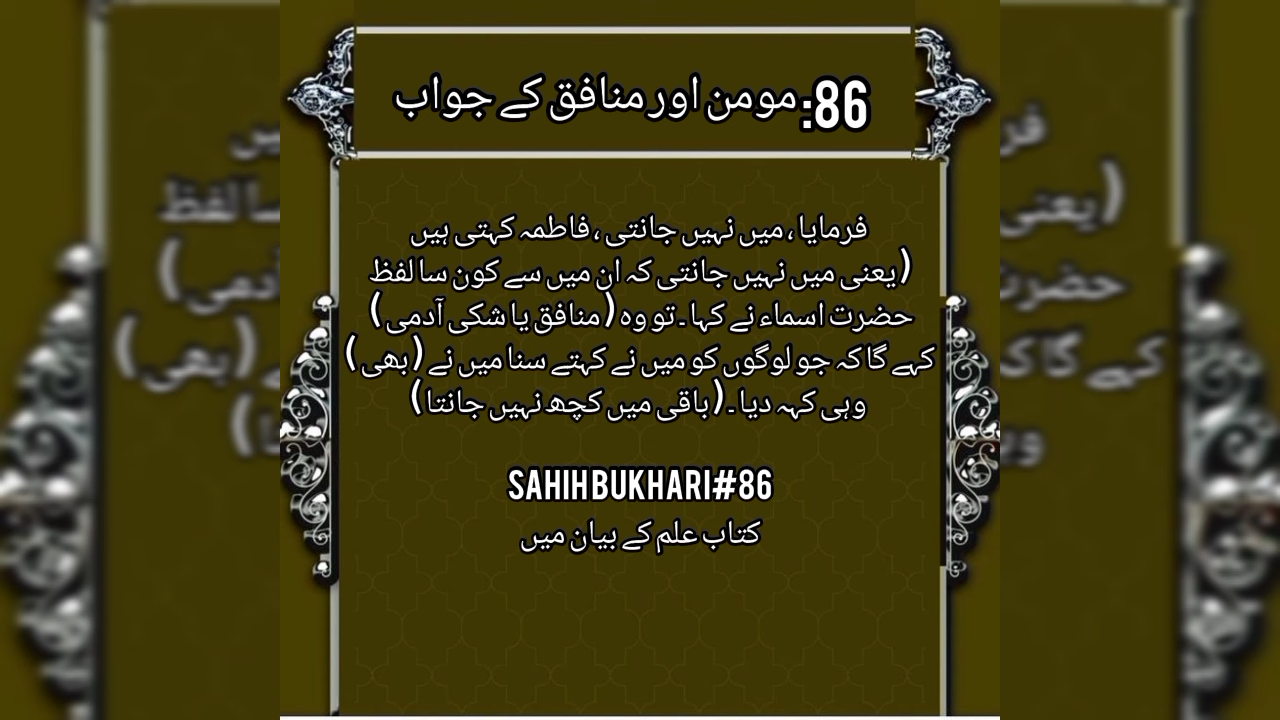 86: مومن اور منافق کے جواب
فرمایا، میں نہیں جانتی، فاطمہ کہتی ہیں
(یعنی میں نہیں جانتی کہ ان میں سے کون سا لفظ
حضرت اسماء نے کہا۔ تو وہ (منافق یا شکی آدمی)
کہے گا کہ جو لوگوں کو میں نے کہتے سنا میں نے (بھی)
وہی کہہ دیا۔ (باقی میں کچھ نہیں جانتا)
SAHIH BUKHARI#86
کتاب علم کے بیان میں